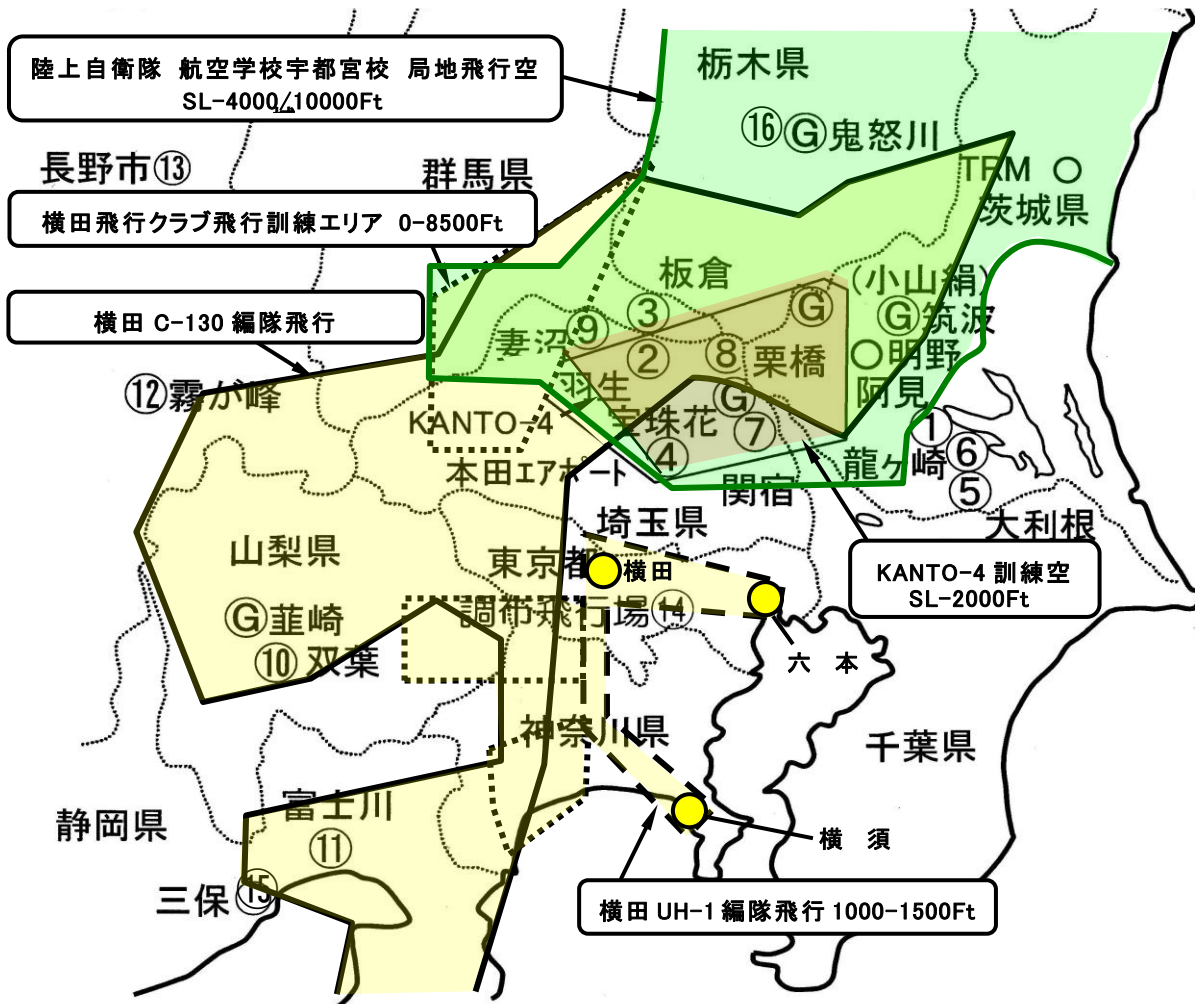 陸上自衛隊 航空学校宇都宮校 局地飛行空
SL-4000/10000Ft
栃木県
⑯Ⓖ鬼怒川
長野市⑬
群馬県
TRM ○
茨城県
横田飛行クラブ飛行訓練エリア 0-8500Ft
板倉
(小山絹)
③
Ⓖ
Ⓖ筑波
横田 C-130 編隊飛行
妻沼⑨
②
⑧
栗橋
○明野
⑫霧が峰
羽生
阿見
Ⓖ
KANTO-4
宝珠花
⑦
①
④
龍ヶ崎⑥
本田エアポート
関宿
⑤
埼玉県
大利根
山梨県
東京都
横田
KANTO-4 訓練空
SL-2000Ft
Ⓖ韮崎
調布飛行場⑭
⑩双葉
六 本
神奈川県
千葉県
富士川
静岡県
⑪
横 須
三保⑮
横田 UH-1 編隊飛行 1000-1500Ft